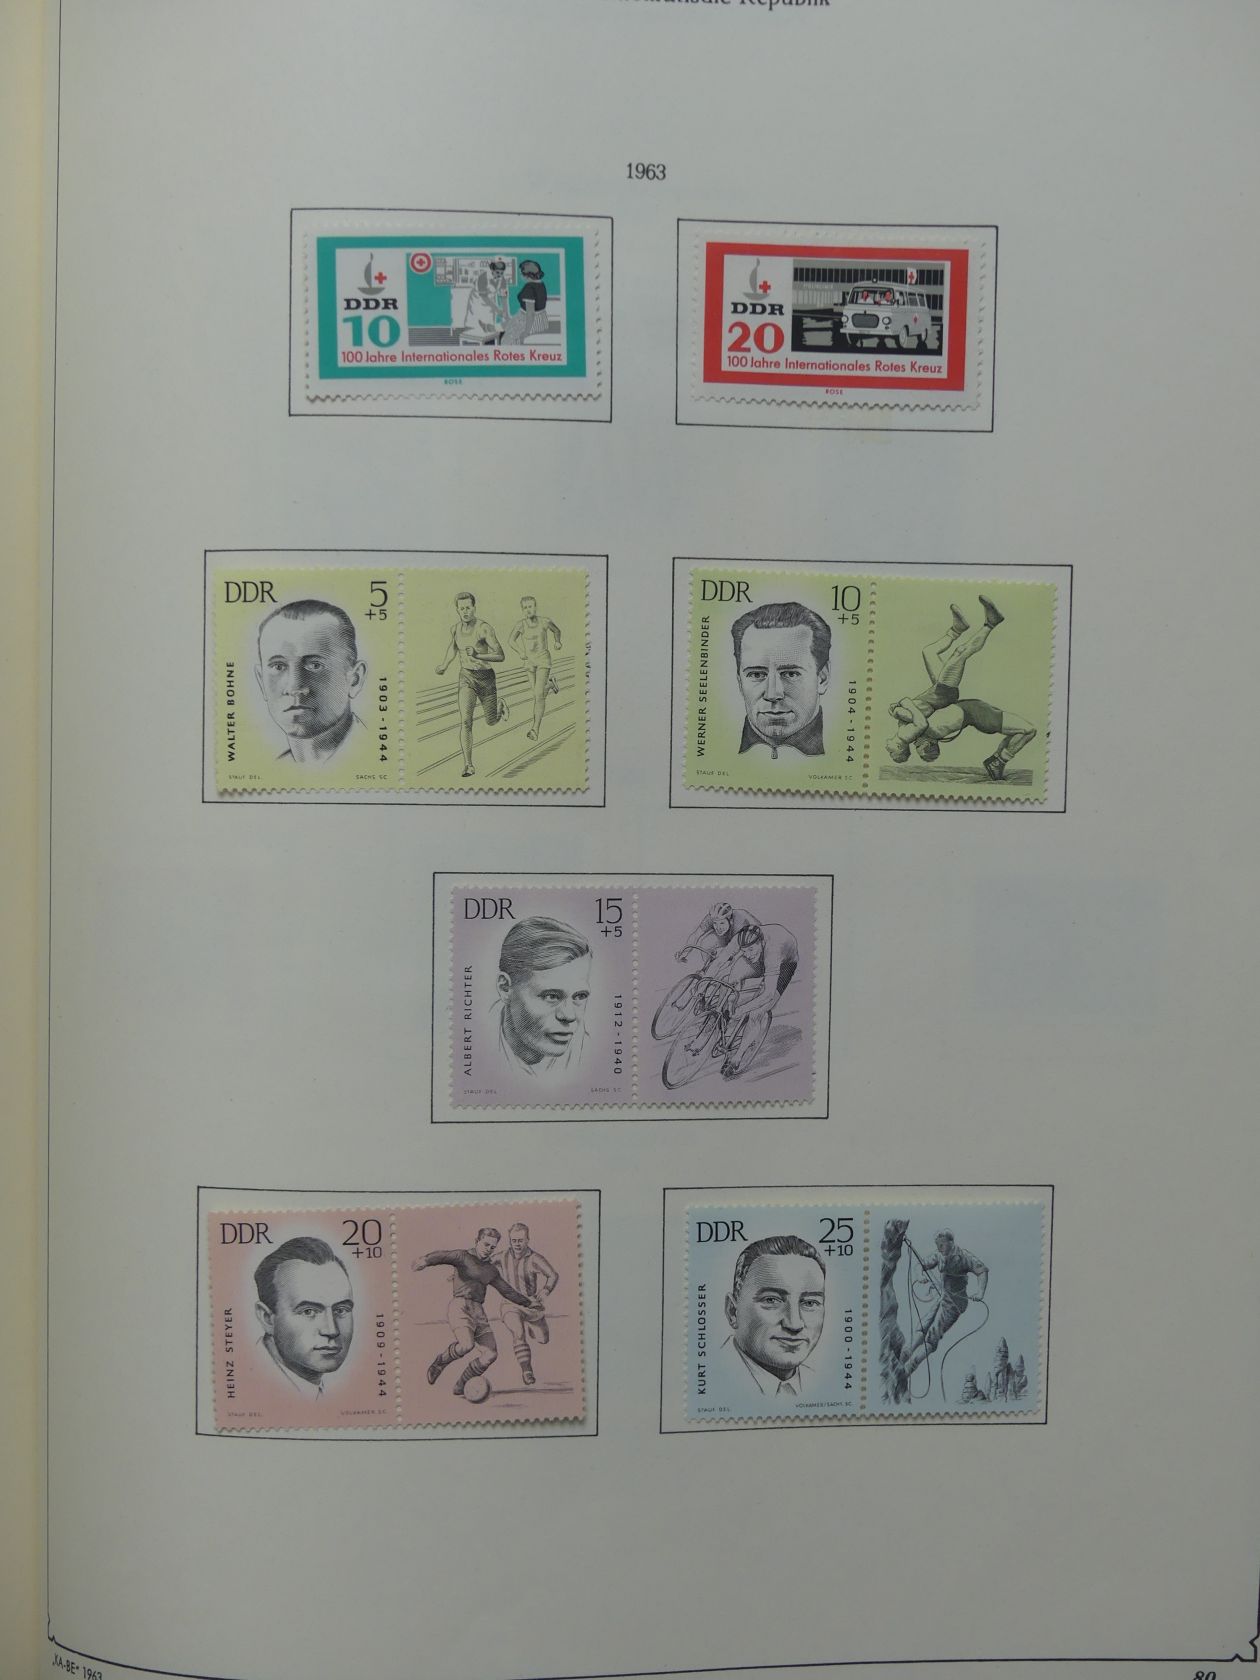 Republik
1963
DDR
10
100 Jahre Internationales Rotes Kreuz
ROSE
DDR
20
100 Jahre Internationales Rotes Kreuz
ROSE
DDR 5
+5
WALTER BOHNE
1903-1944
STAUF DEL. SACHS SC.
DDR 10
+5
WERNER SEELENBINDER
1904-1944
STAUF DEL. VOLKAMER SC.
DDR 15
+5
ALBERT RICHTER
1912-1940
STAUF DEL. SACHS SC.
DDR 20
+10
HEINZ STEYER
1909-1944
STAUF DEL. VOLKAMER SC.
DDR 25
+10
KURT SCHLOSSER
1900-1944
STAUF DEL. VOLKAMER/SACHS. SC.
„KA-BE" 1963
80